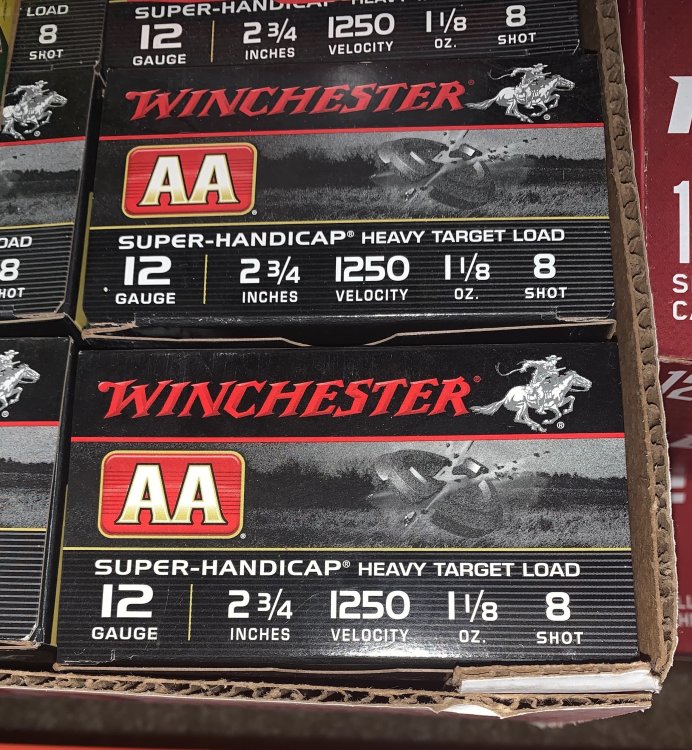 LOAD
8
SHOT
SUPER-HANDICAP
12 2 3/4 1250 1 1/8 8
GAUGE INCHES VELOCITY OZ. SHOT
WINCHESTER®
AA®
SUPER-HANDICAP® HEAVY TARGET LOAD
12 2 3/4 1250 1 1/8 8
GAUGE INCHES VELOCITY OZ. SHOT
8
WINCHESTER®
AA®
SUPER-HANDICAP® HEAVY TARGET LOAD
12 2 3/4 1250 1 1/8 8
GAUGE INCHES VELOCITY OZ. SHOT
12